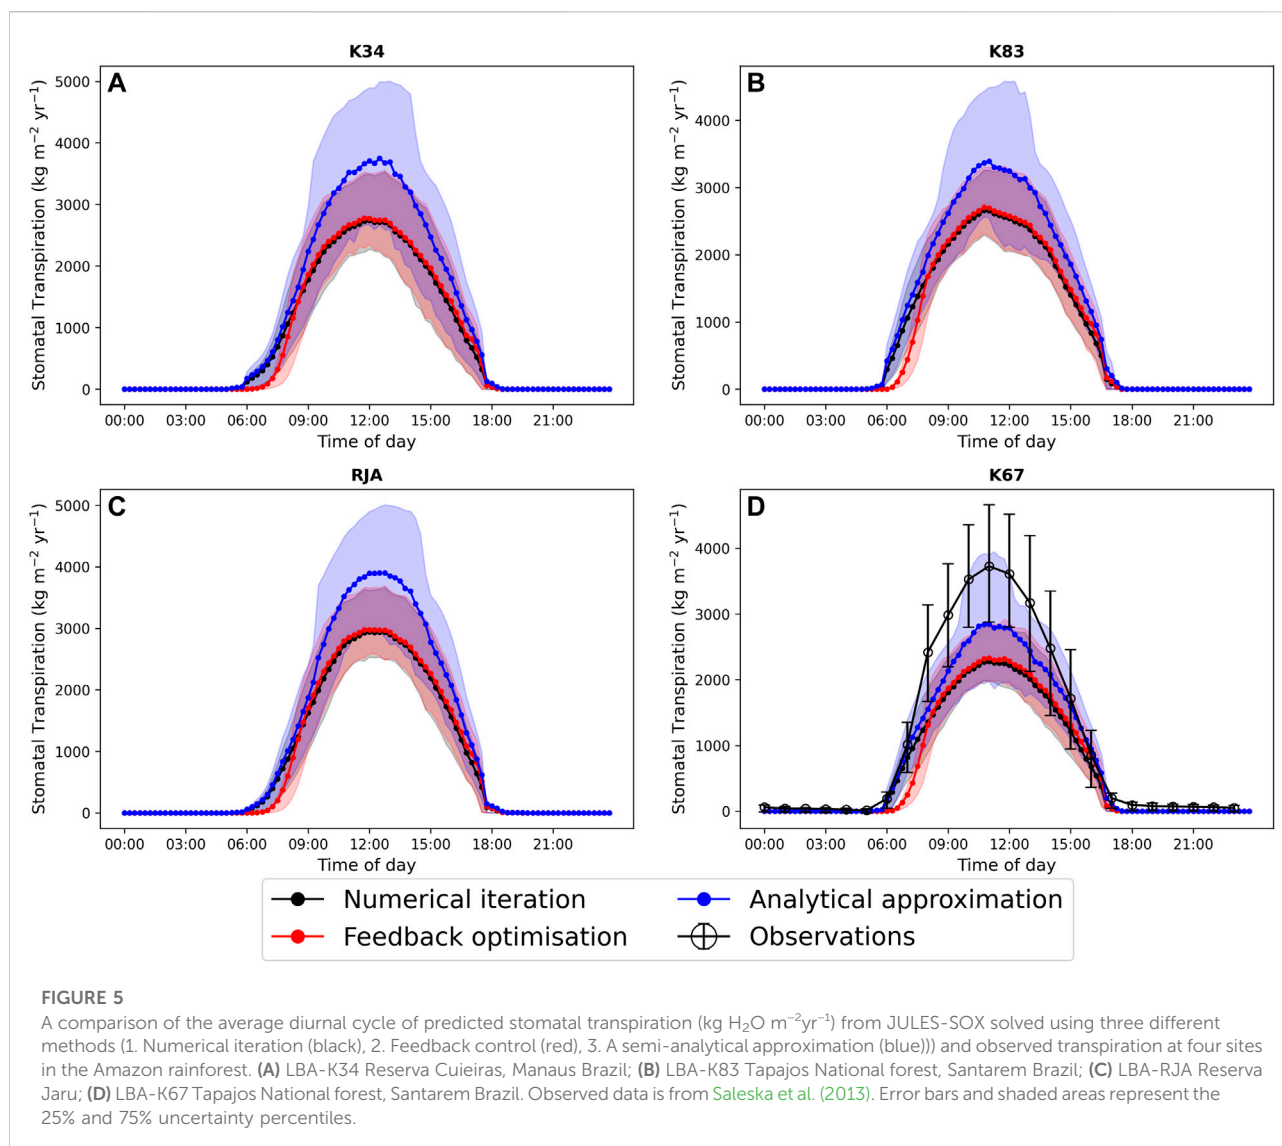 K34
K83
A
B
Stomatal Transpiration (kg m⁻² yr⁻¹)
5000
4000
3000
2000
1000
0
00:00 03:00 06:00 09:00 12:00 15:00 18:00 21:00
Time of day
Stomatal Transpiration (kg m⁻² yr⁻¹)
4000
3000
2000
1000
0
00:00 03:00 06:00 09:00 12:00 15:00 18:00 21:00
Time of day
RJA
K67
C
D
Stomatal Transpiration (kg m⁻² yr⁻¹)
5000
4000
3000
2000
1000
0
00:00 03:00 06:00 09:00 12:00 15:00 18:00 21:00
Time of day
Stomatal Transpiration (kg m⁻² yr⁻¹)
4000
3000
2000
1000
0
00:00 03:00 06:00 09:00 12:00 15:00 18:00 21:00
Time of day
Numerical iteration
Analytical approximation
Feedback optimisation
Observations
FIGURE 5
A comparison of the average diurnal cycle of predicted stomatal transpiration (kg H₂O m⁻²yr⁻¹) from JULES-SOX solved using three different
methods (1. Numerical iteration (black), 2. Feedback control (red), 3. A semi-analytical approximation (blue))) and observed transpiration at four sites
in the Amazon rainforest. (A) LBA-K34 Reserva Cuieiras, Manaus Brazil; (B) LBA-K83 Tapajos National forest, Santarem Brazil; (C) LBA-RJA Reserva
Jaru; (D) LBA-K67 Tapajos National forest, Santarem Brazil. Observed data is from Saleska et al. (2013). Error bars and shaded areas represent the
25% and 75% uncertainty percentiles.